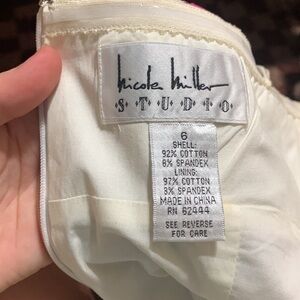 nicole miller
STUDIO
6
SHELL:
92% COTTON
8% SPANDEX
LINING:
97% COTTON
3% SPANDEX
MADE IN CHINA
RN 62444
SEE REVERSE
FOR CARE